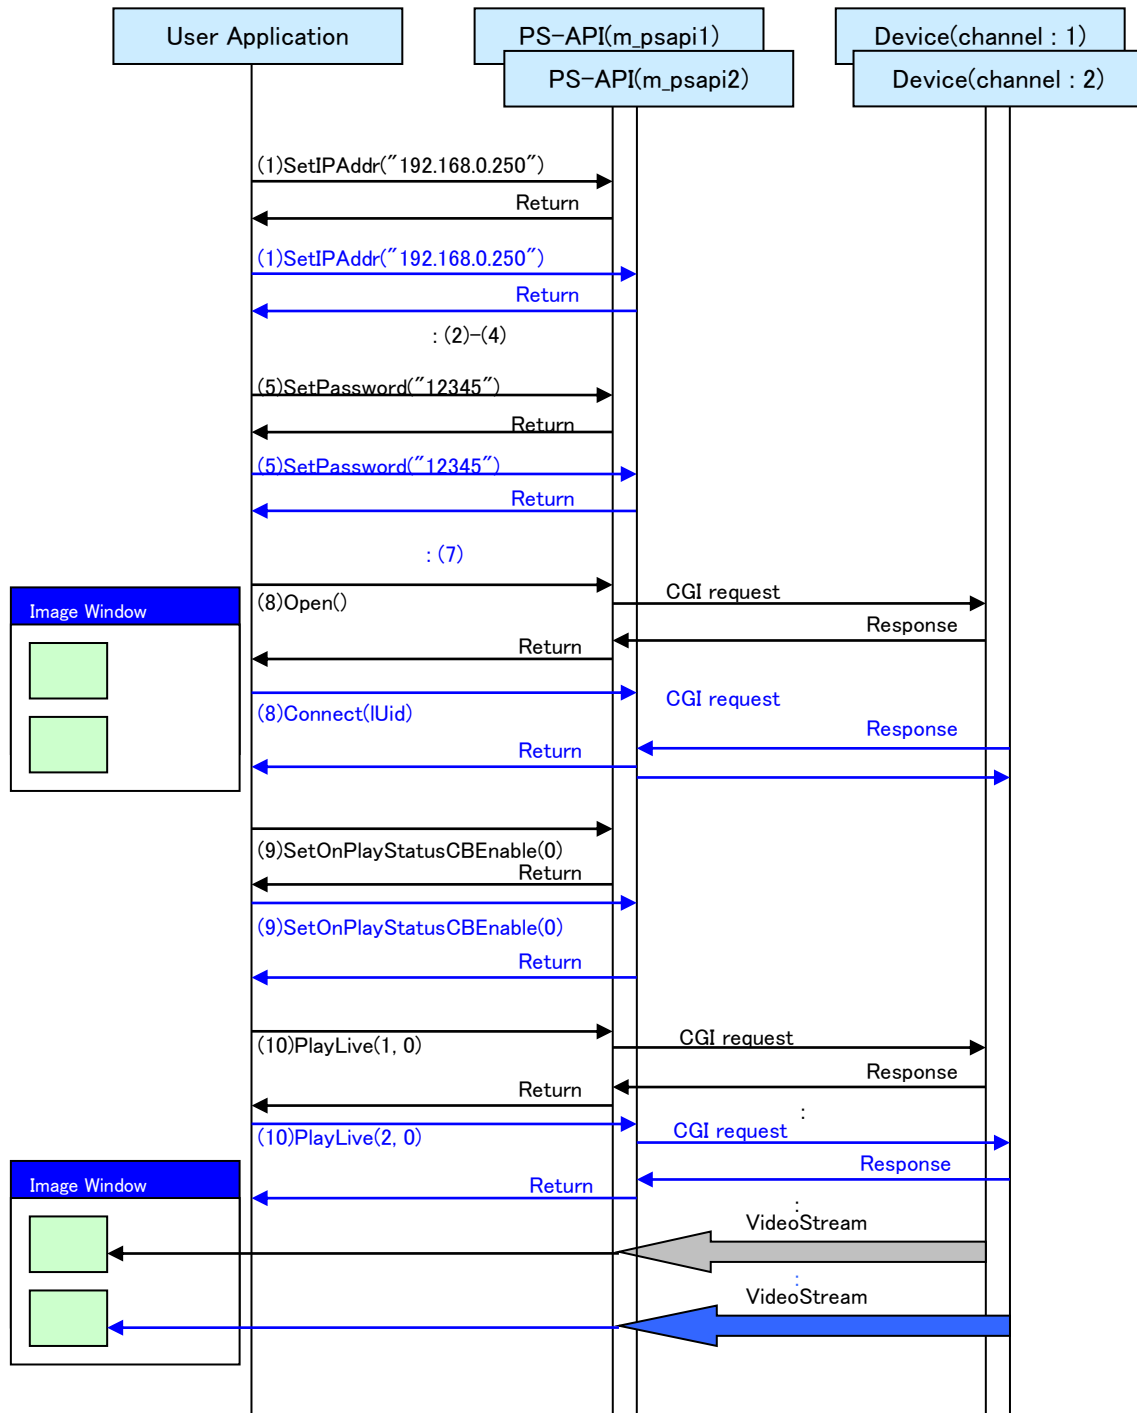 User Application
PS-API(m_psapi1)
Device(channel : 1)
PS-API(m_psapi2)
Device(channel : 2)
(1)SetIPAddr("192.168.0.250")
Return
(1)SetIPAddr("192.168.0.250")
Return
: (2)-(4)
(5)SetPassword("12345")
Return
(5)SetPassword("12345")
Return
: (7)
(8)Open()
CGI request
Image Window
Response
Return
(8)Connect(lUid)
CGI request
Response
Return
(9)SetOnPlayStatusCBEnable(0)
Return
(9)SetOnPlayStatusCBEnable(0)
Return
(10)PlayLive(1, 0)
CGI request
Response
Return
:
(10)PlayLive(2, 0)
CGI request
Response
Image Window
Return
:
VideoStream
:
VideoStream